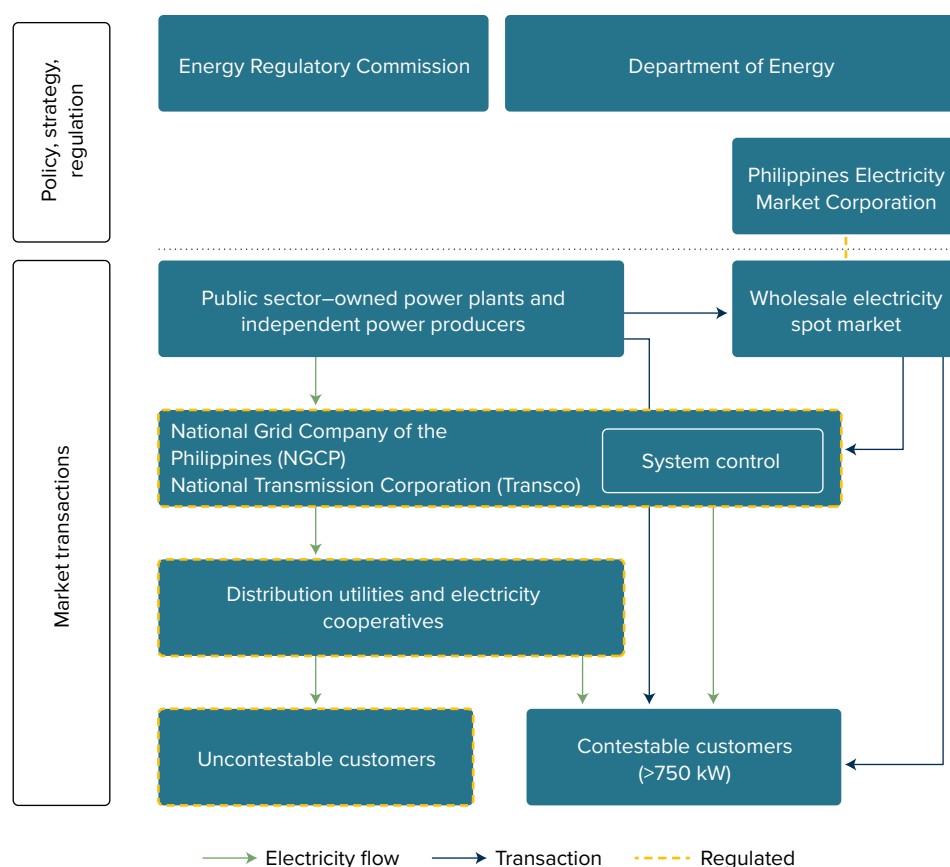 Policy, strategy,
regulation
Energy Regulatory Commission
Department of Energy
Philippines Electricity
Market Corporation
Market transactions
Public sector–owned power plants and
independent power producers
Wholesale electricity
spot market
National Grid Company of the
Philippines (NGCP)
National Transmission Corporation (Transco)
System control
Distribution utilities and electricity
cooperatives
Uncontestable customers
Contestable customers
(>750 kW)
Electricity flow
Transaction
Regulated